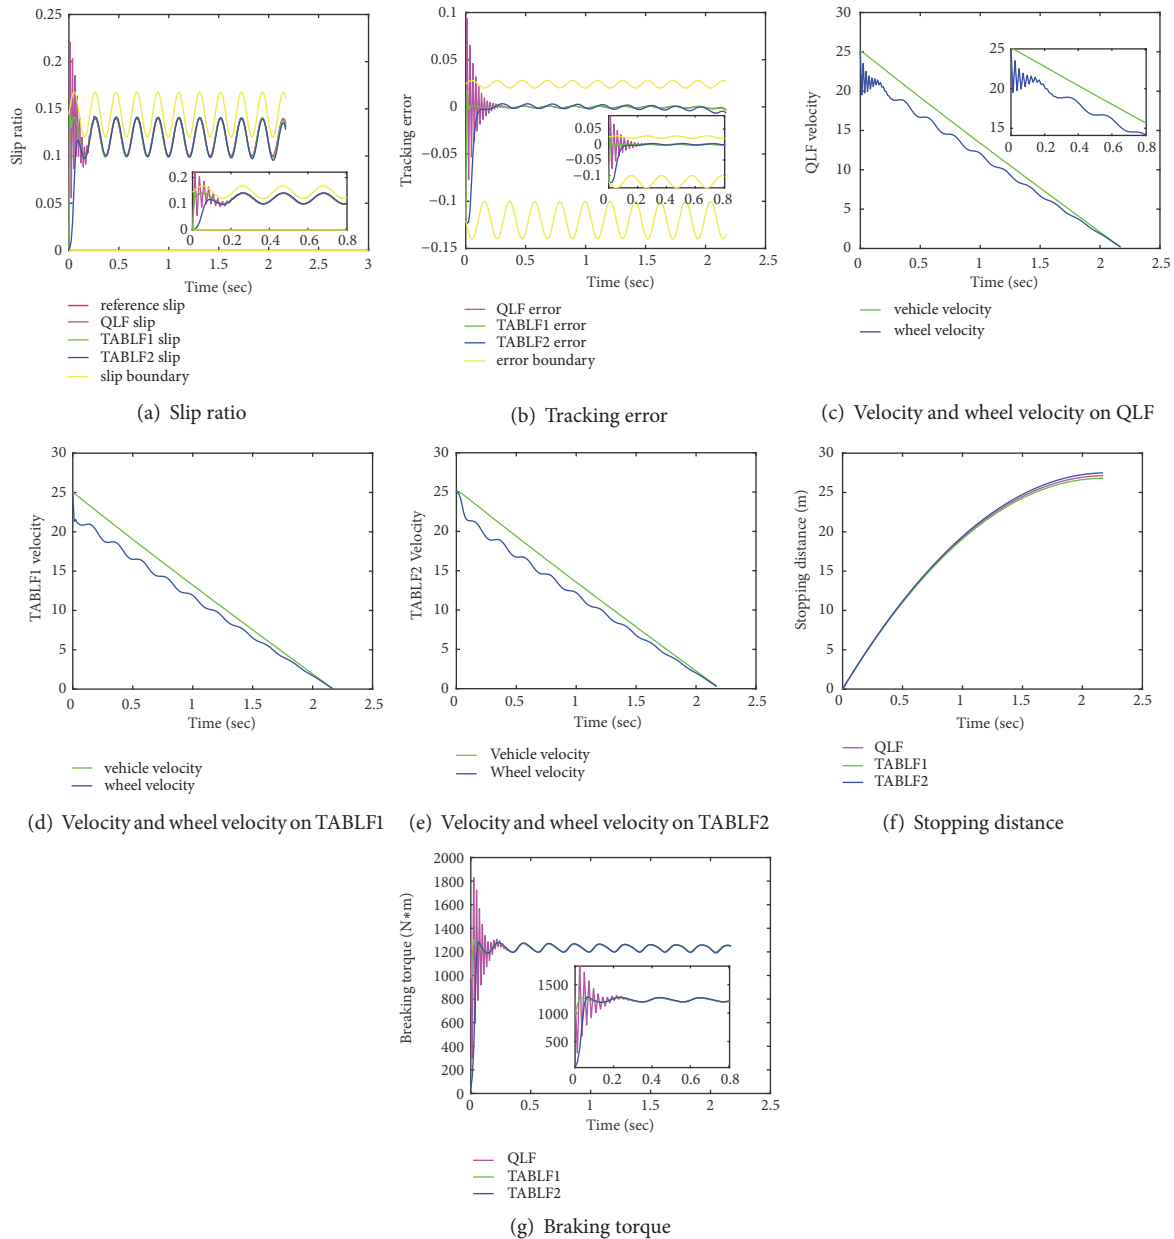 0.25
0.2
0.15
0.1
0.05
0
Slip ratio
0.2
0.1
0
0 0.2 0.4 0.6 0.8
0 0.5 1 1.5 2 2.5 3
Time (sec)
reference slip
QLF slip
TABLF1 slip
TABLF2 slip
slip boundary
(a) Slip ratio
0.1
0.05
0
−0.05
−0.1
−0.15
Tracking error
0.05
0
−0.05
−0.1
0 0.2 0.4 0.6 0.8
0 0.5 1 1.5 2 2.5
Time (sec)
QLF error
TABLF1 error
TABLF2 error
error boundary
(b) Tracking error
30
25
20
15
10
5
0
QLF velocity
25
20
14
0 0.2 0.4 0.6 0.8
0 0.5 1 1.5 2 2.5
Time (sec)
vehicle velocity
wheel velocity
(c) Velocity and wheel velocity on QLF
30
25
20
15
10
5
0
TABLF1 velocity
0 0.5 1 1.5 2 2.5
Time (sec)
vehicle velocity
wheel velocity
(d) Velocity and wheel velocity on TABLF1
30
25
20
15
10
5
0
TABLF2 Velocity
0 0.5 1 1.5 2 2.5
Time (sec)
Vehicle velocity
Wheel velocity
(e) Velocity and wheel velocity on TABLF2
30
25
20
15
10
5
0
Stopping distance (m)
0 0.5 1 1.5 2 2.5
Time (sec)
QLF
TABLF1
TABLF2
(f) Stopping distance
2000
1800
1600
1400
1200
1000
800
600
400
200
0
Breaking torque (N∗m)
1500
1000
500
0 0.2 0.4 0.6 0.8
0 0.5 1 1.5 2 2.5
Time (sec)
QLF
TABLF1
TABLF2
(g) Braking torque